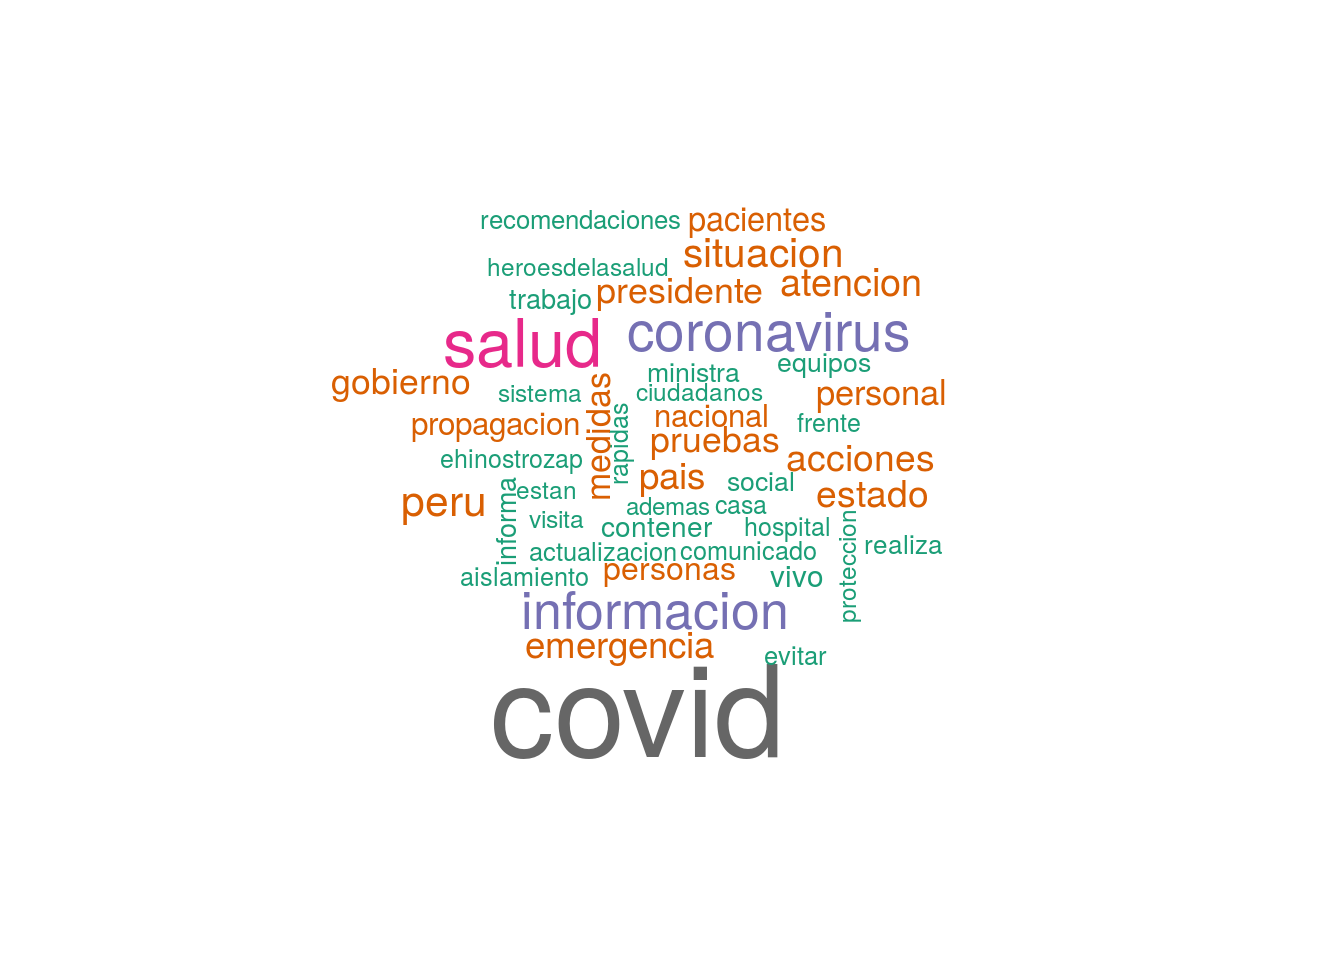 recomendaciones
pacientes
situacion
heroesdelasalud
presidente
atencion
trabajo
salud
coronavirus
gobierno
sistema
medidas
ministra
equipos
ciudadanos
personal
propagacion
rapidas
nacional
frente
pruebas
ehinostrozap
acciones
pais
social
estado
peru
informa
estan
ademas
casa
visita
contener
hospital
proteccion
realiza
actualizacion
comunicado
aislamiento
personas
vivo
informacion
emergencia
evitar
covid